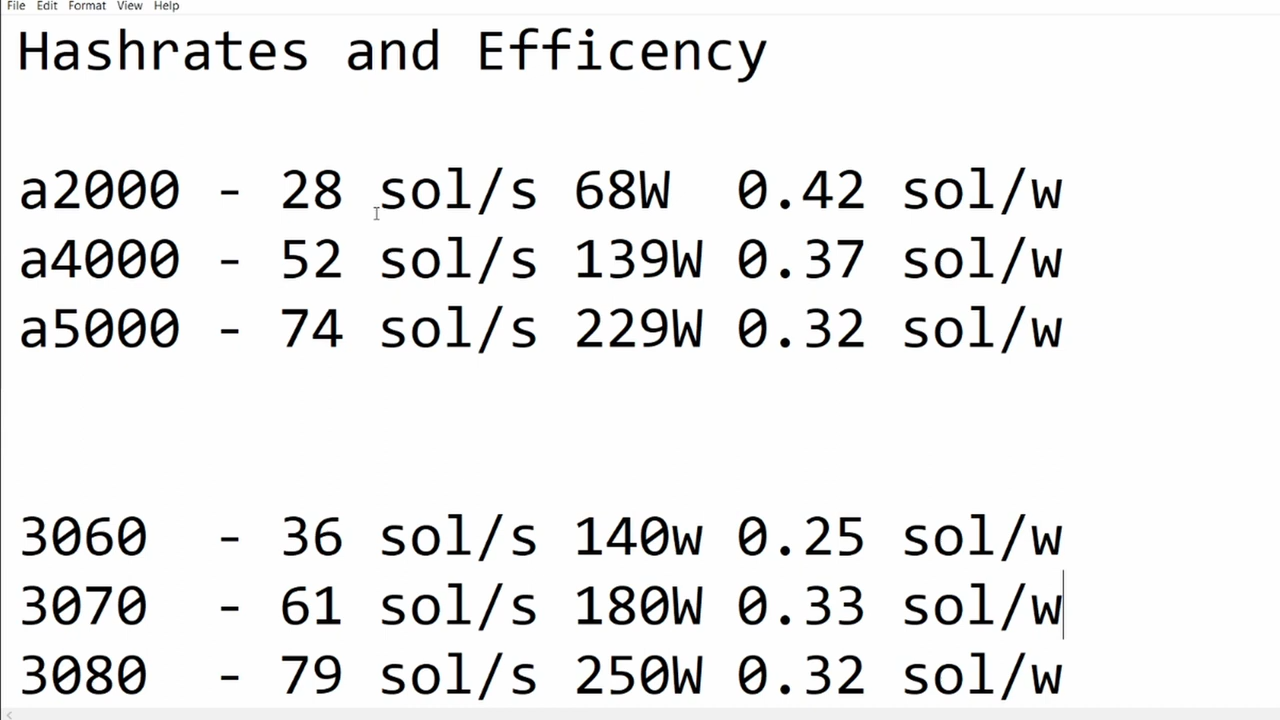 File Edit Format View Help
Hashrates and Efficency
a2000 - 28 sol/s 68W 0.42 sol/w
a4000 - 52 sol/s 139W 0.37 sol/w
a5000 - 74 sol/s 229W 0.32 sol/w
3060 - 36 sol/s 140w 0.25 sol/w
3070 - 61 sol/s 180W 0.33 sol/w
3080 - 79 sol/s 250W 0.32 sol/w